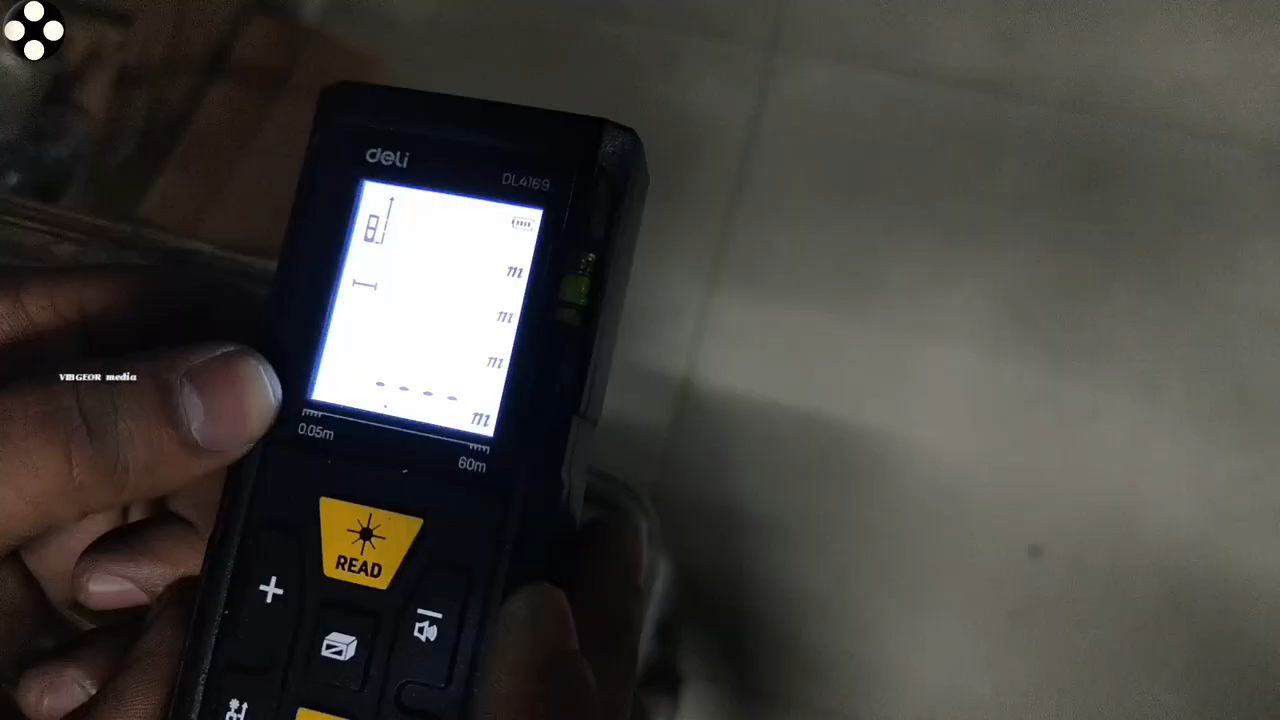 deli
DL4169
m
m
m
- - - - m
0.05m
60m
READ
VIBGEOR media